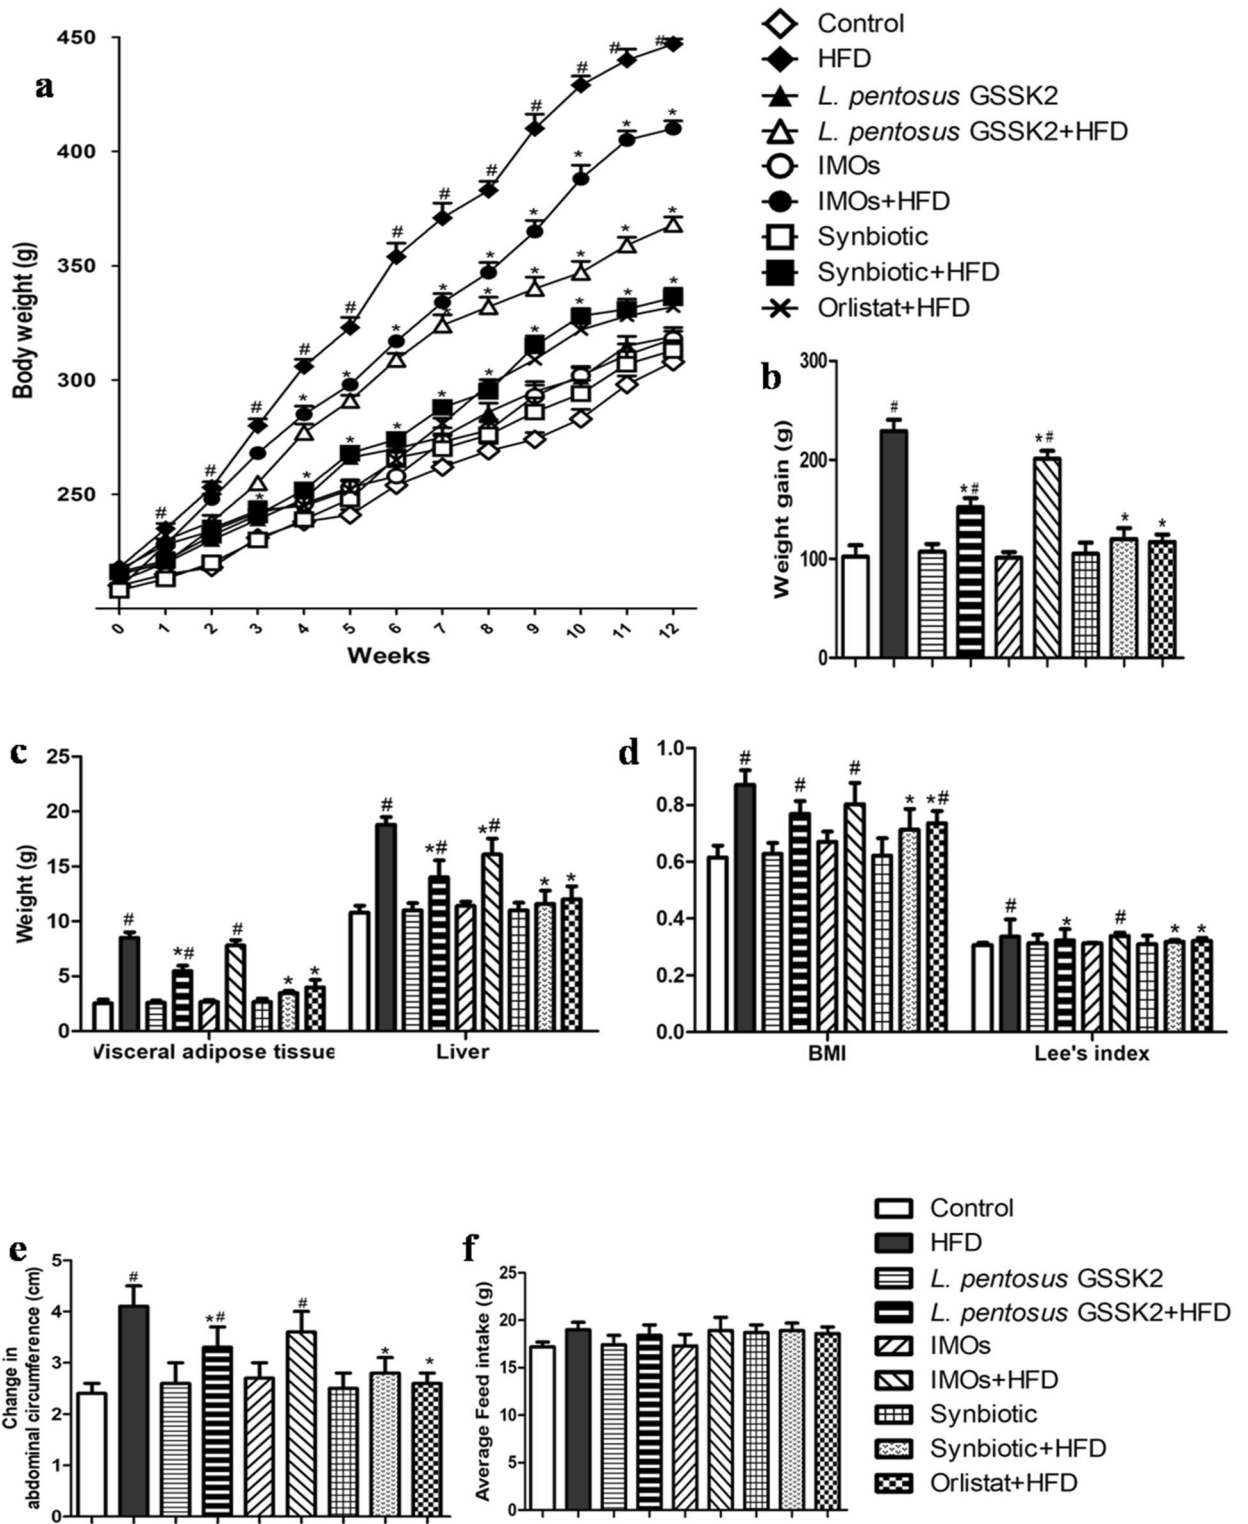 a
450
400
350
300
250
Body weight (g)
0 1 2 3 4 5 6 7 8 9 10 11 12
Weeks
# # # # # # # # # # # #
* * * * * * * * *
* * * * * *
* * * * * * * * * *
Control
HFD
L. pentosus GSSK2
L. pentosus GSSK2+HFD
IMOs
IMOs+HFD
Synbiotic
Synbiotic+HFD
Orlistat+HFD
b
300
200
100
0
Weight gain (g)
# *# *# * *
c
25
20
15
10
5
0
Weight (g)
# *# # * *
# *# *# * *
Visceral adipose tissue
Liver
d
1.0
0.8
0.6
0.4
0.2
0.0
# # # * *#
# * # * *
BMI
Lee's index
e
5
4
3
2
1
0
Change in
abdominal circumference (cm)
# *# # * *
f
25
20
15
10
5
0
Average Feed intake (g)
Control
HFD
L. pentosus GSSK2
L. pentosus GSSK2+HFD
IMOs
IMOs+HFD
Synbiotic
Synbiotic+HFD
Orlistat+HFD